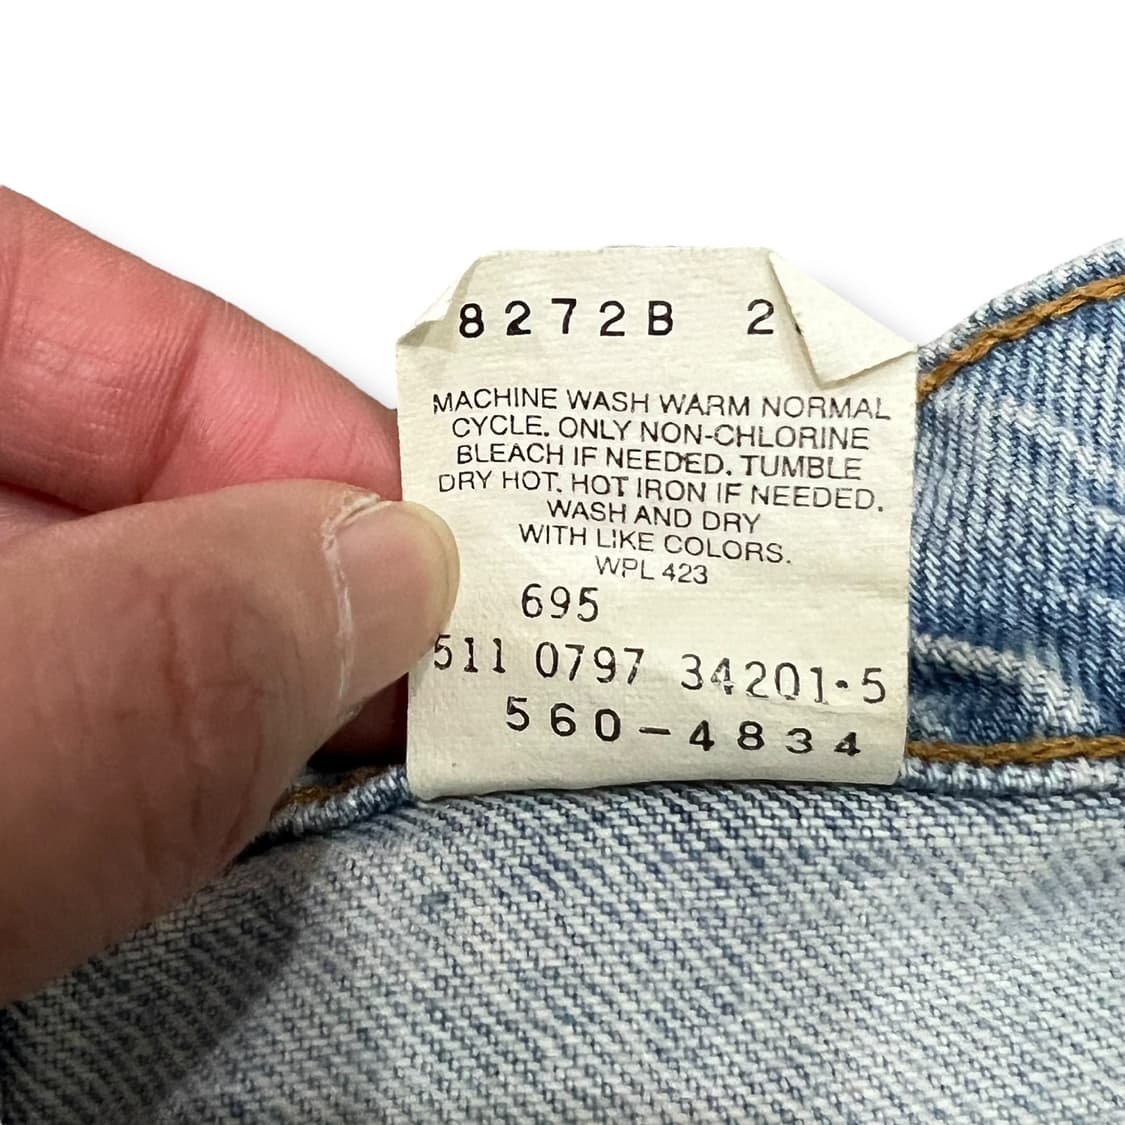 8272B 2
MACHINE WASH WARM NORMAL
CYCLE. ONLY NON-CHLORINE
BLEACH IF NEEDED. TUMBLE
DRY HOT. HOT IRON IF NEEDED.
WASH AND DRY
WITH LIKE COLORS.
WPL 423
695
511 0797 34201-5
560-4834